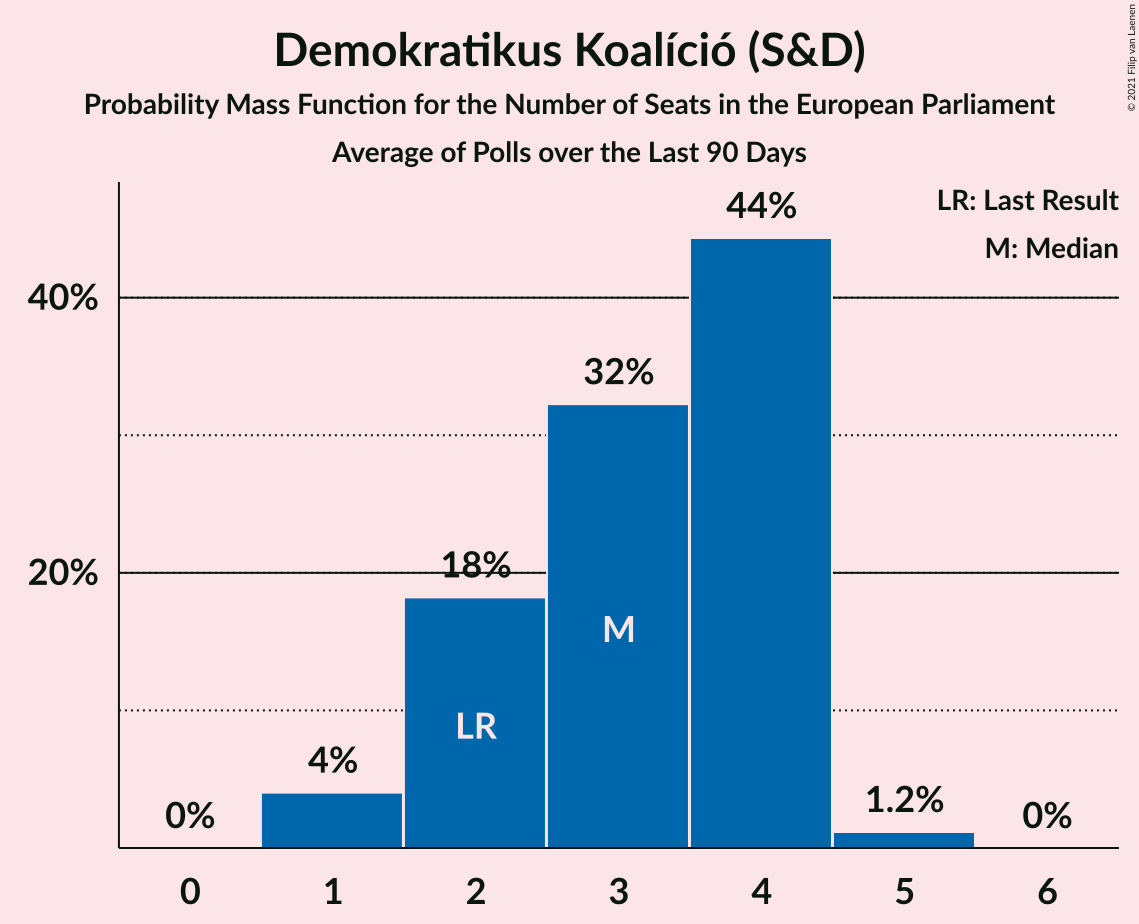 Demokratikus Koalíció (S&D)
Probability Mass Function for the Number of Seats in the European Parliament
Average of Polls over the Last 90 Days
© 2021 Filip van Laenen
LR: Last Result
M: Median
44%
40%
32%
20%
18%
M
LR
4%
1.2%
0%
0%
0 1 2 3 4 5 6